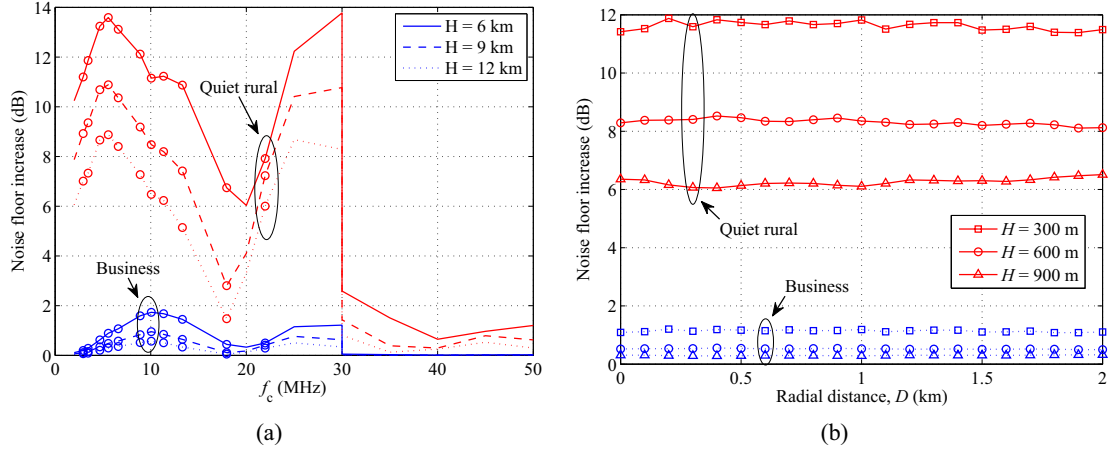 14
12
10
8
6
4
2
0
Noise floor increase (dB)
0
10
20
30
40
50
f_c (MHz)
H = 6 km
H = 9 km
H = 12 km
Quiet rural
Business
(a)
12
10
8
6
4
2
0
Noise floor increase (dB)
0
0.5
1
1.5
2
Radial distance, D (km)
Quiet rural
H = 300 m
H = 600 m
H = 900 m
Business
(b)